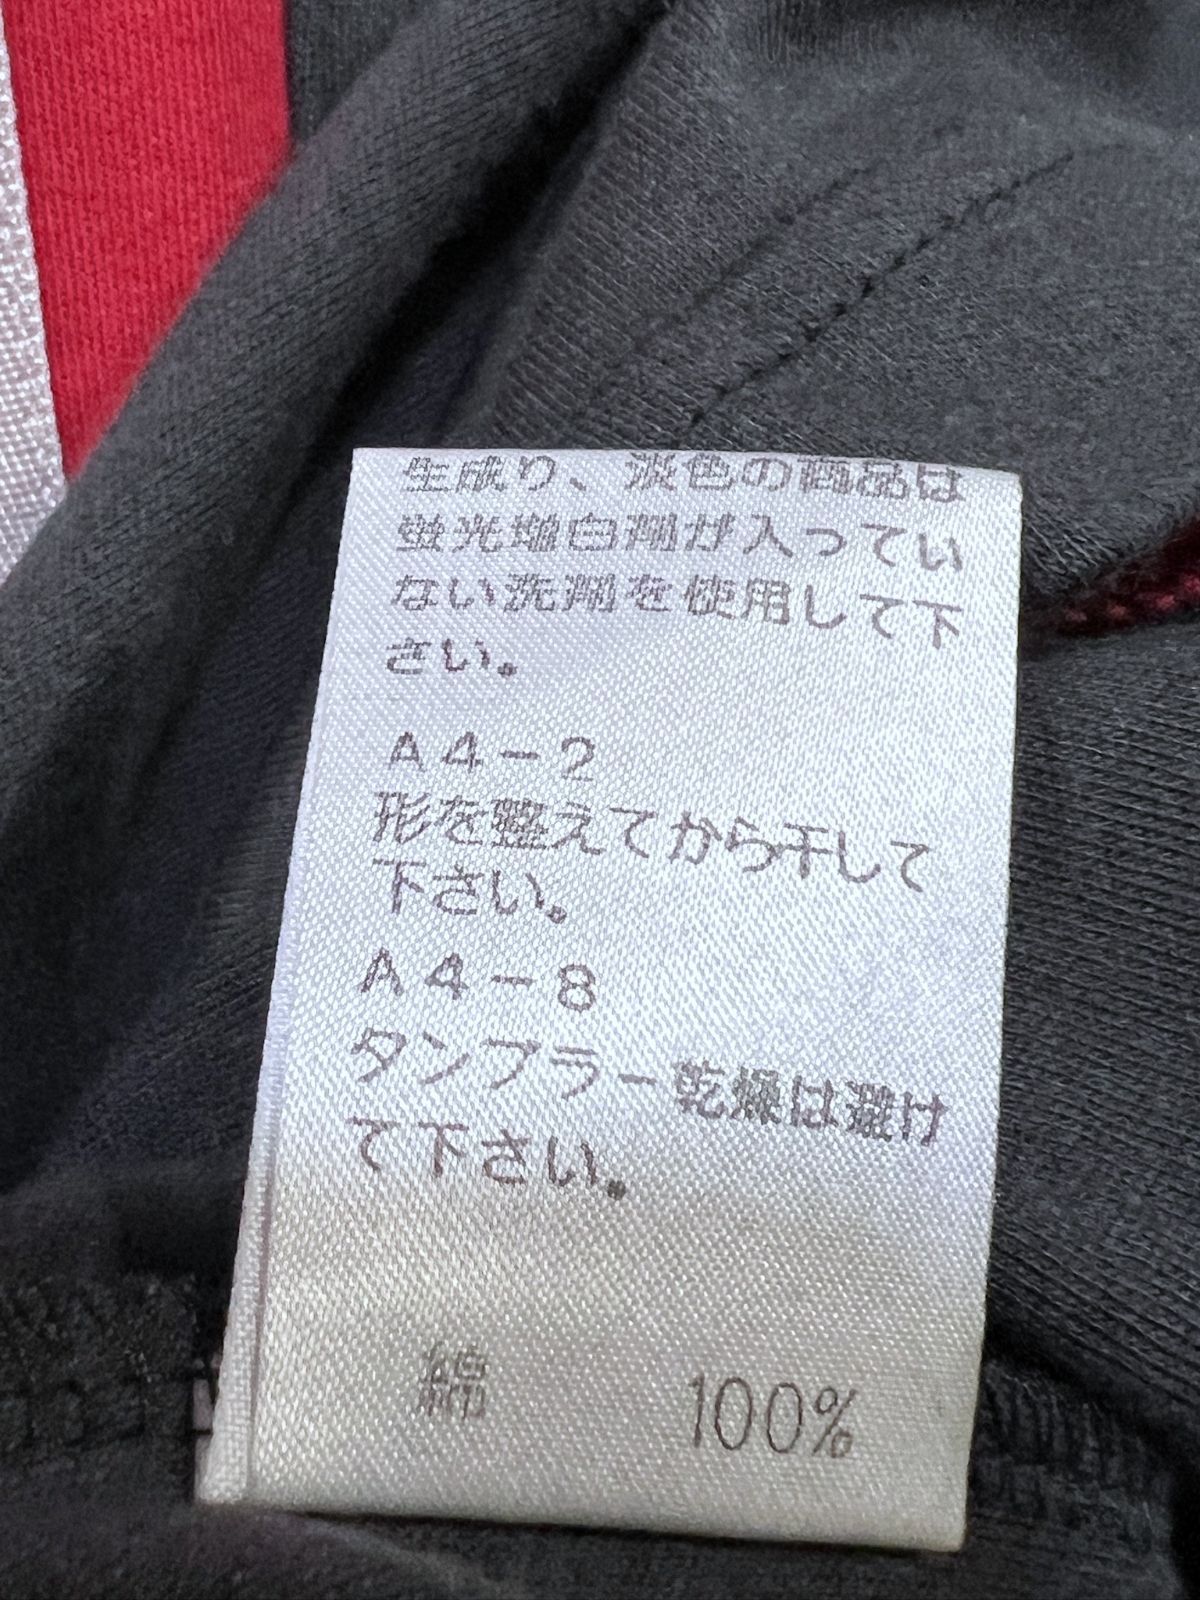 生成り、淡色の商品は
蛍光増白剤が入ってい
ない洗剤を使用して下
さい。
A4-2
形を整えてから干して
下さい。
A4-8
タンブラー乾燥は避け
て下さい。
綿 100%